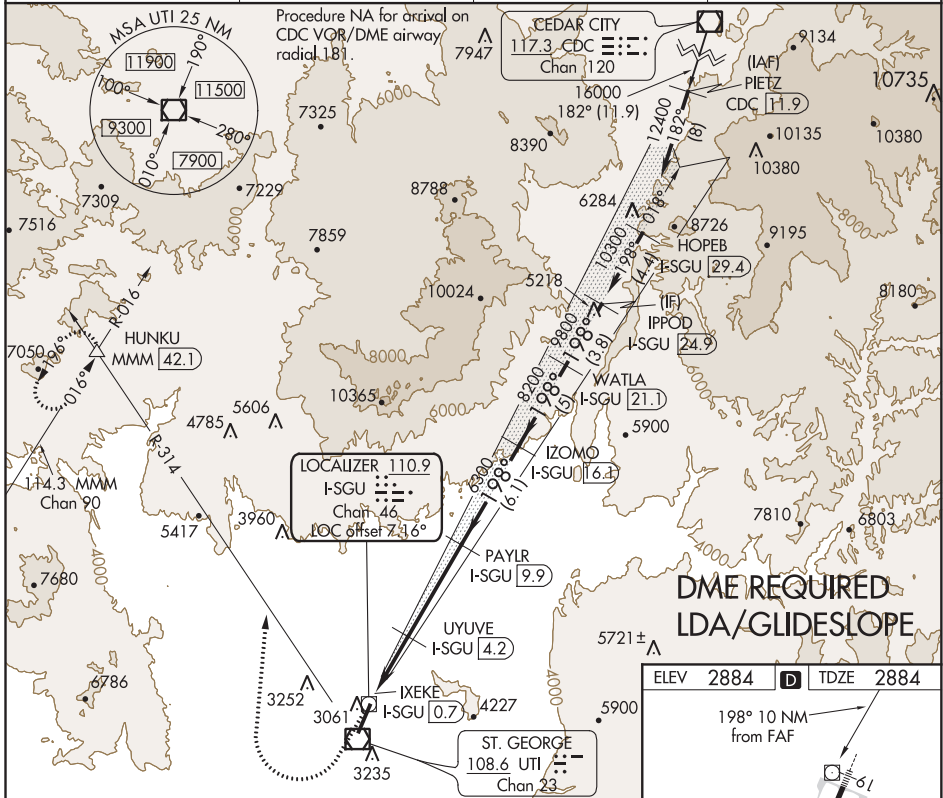 MSA UTI 25 NM
11900
190°
100°
11500
9300
280°
7900
010°
Procedure NA for arrival on
CDC VOR/DME airway
radial 181.
7947
CEDAR CITY
117.3 CDC
Chan 120
9134
(IAF)
PIETZ
CDC 11.9
10735
16000
182° (11.9)
12400
182°
(8)
6000
7325
8390
10135
10380
10380
7309
7229
6000
8788
6284
018°
8726
7516
7859
10300
198°
(4.4)
HOPEB
I-SGU 29.4
9195
8000
5218
10024
(IF)
IPPOD
I-SGU 24.9
8180
R-016
HUNKU
MMM 42.1
7050
196°
016°
9800
198°
(3.8)
8000
WATLA
I-SGU 21.1
8200
198°
(5)
10365
6000
5900
4785
5606
R-314
IZOMO
I-SGU 16.1
114.3 MMM
Chan 90
LOCALIZER 110.9
I-SGU
Chan 46
LOC offset 7.16°
6300
198°
(6.1)
7810
6803
5417
3960
4000
PAYLR
I-SGU 9.9
4000
7680
DME REQUIRED
LDA/GLIDESLOPE
UYUVE
I-SGU 4.2
5721±
4000
6786
3252
3061
IXEKE
I-SGU 0.7
4227
5900
3235
ST. GEORGE
108.6 UTI
Chan 23
ELEV 2884 D TDZE 2884
198° 10 NM
from FAF
19